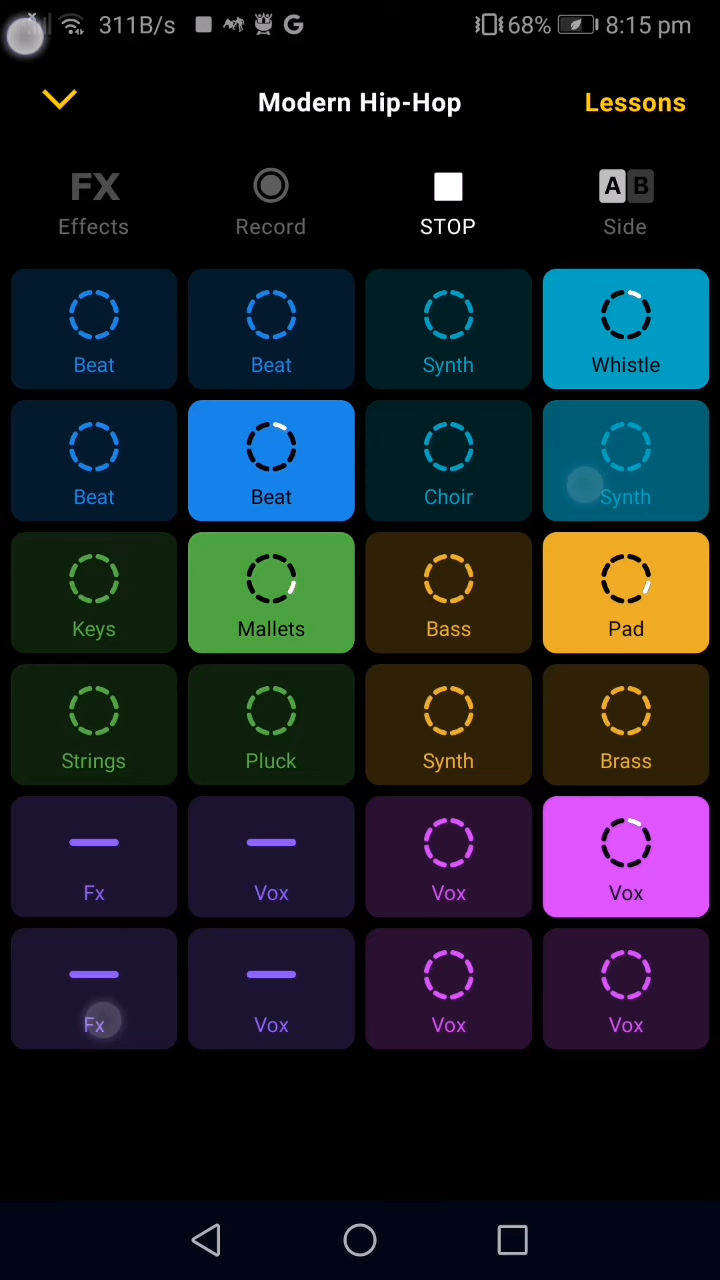 311B/s G 68% 8:15 pm
Modern Hip-Hop Lessons
FX A B
Effects Record STOP Side
Beat Beat Synth Whistle
Beat Beat Choir Synth
Keys Mallets Bass Pad
Strings Pluck Synth Brass
Fx Vox Vox Vox
Fx Vox Vox Vox